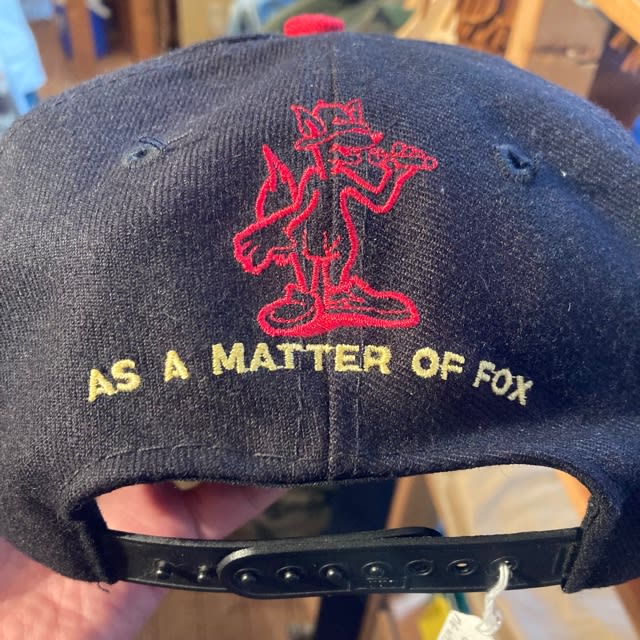 AS A MATTER OF FOX